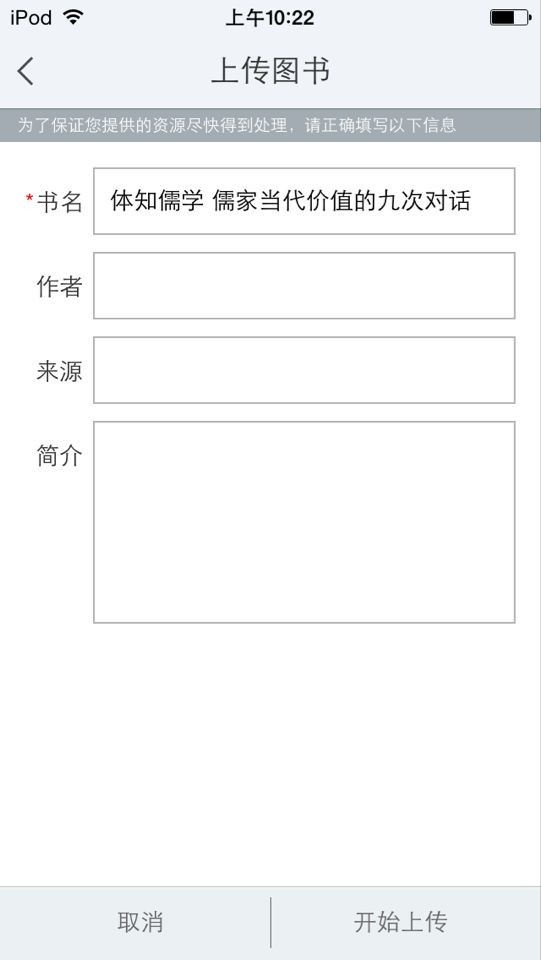 iPod 上午10:22
上传图书
为了保证您提供的资源尽快得到处理，请正确填写以下信息
*书名 体知儒学 儒家当代价值的九次对话
作者
来源
简介
取消 开始上传